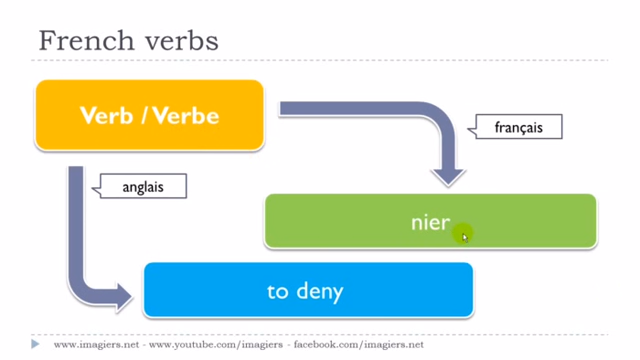 French verbs
Verb / Verbe
français
anglais
nier
to deny
www.imagiers.net - www.youtube.com/imagiers - facebook.com/imagiers.net